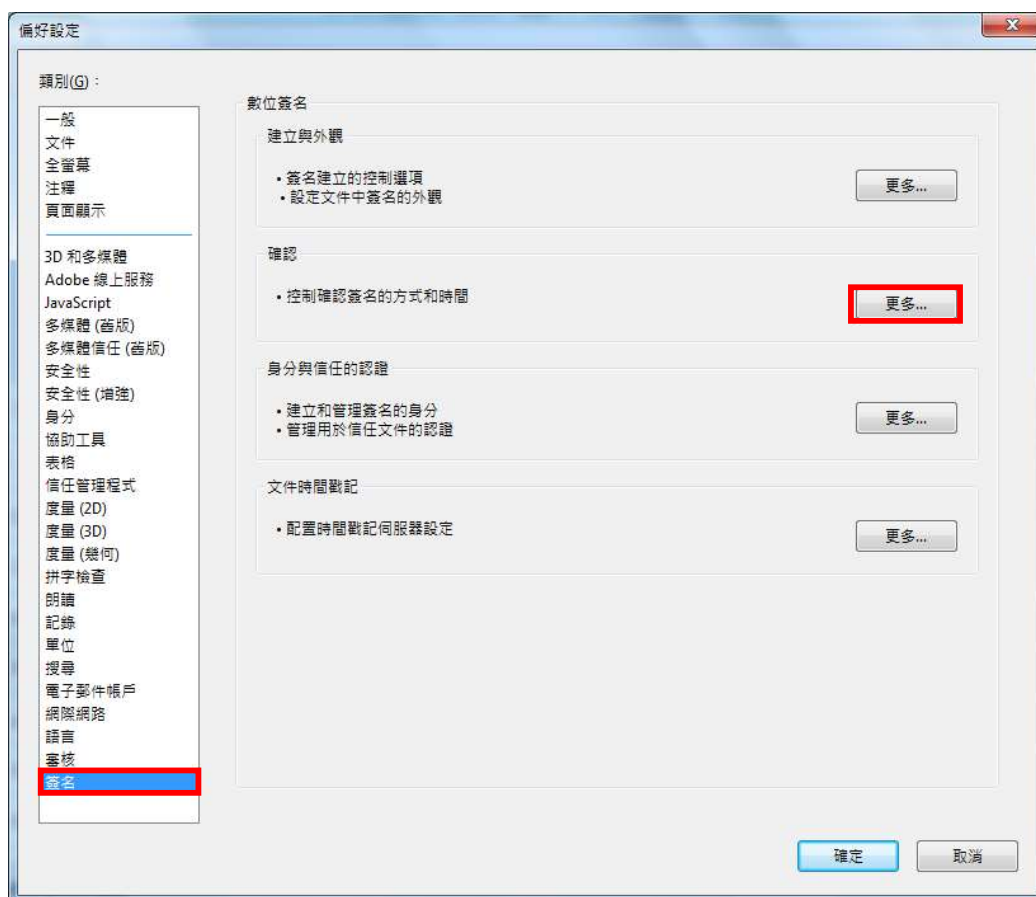 偏好設定
類別(G)：
一般
文件
全螢幕
注釋
頁面顯示
3D 和多媒體
Adobe 線上服務
JavaScript
多媒體 (舊版)
多媒體信任 (舊版)
安全性
安全性 (增強)
身分
協助工具
表格
信任管理程式
度量 (2D)
度量 (3D)
度量 (幾何)
拼字檢查
朗讀
記錄
單位
搜尋
電子郵件帳戶
網際網路
語言
審核
簽名
數位簽名
建立與外觀
• 簽名建立的控制選項
• 設定文件中簽名的外觀
更多...
確認
• 控制確認簽名的方式和時間
更多...
身分與信任的認證
• 建立和管理簽名的身分
• 管理用於信任文件的認證
更多...
文件時間戳記
• 配置時間戳記伺服器設定
更多...
確定
取消